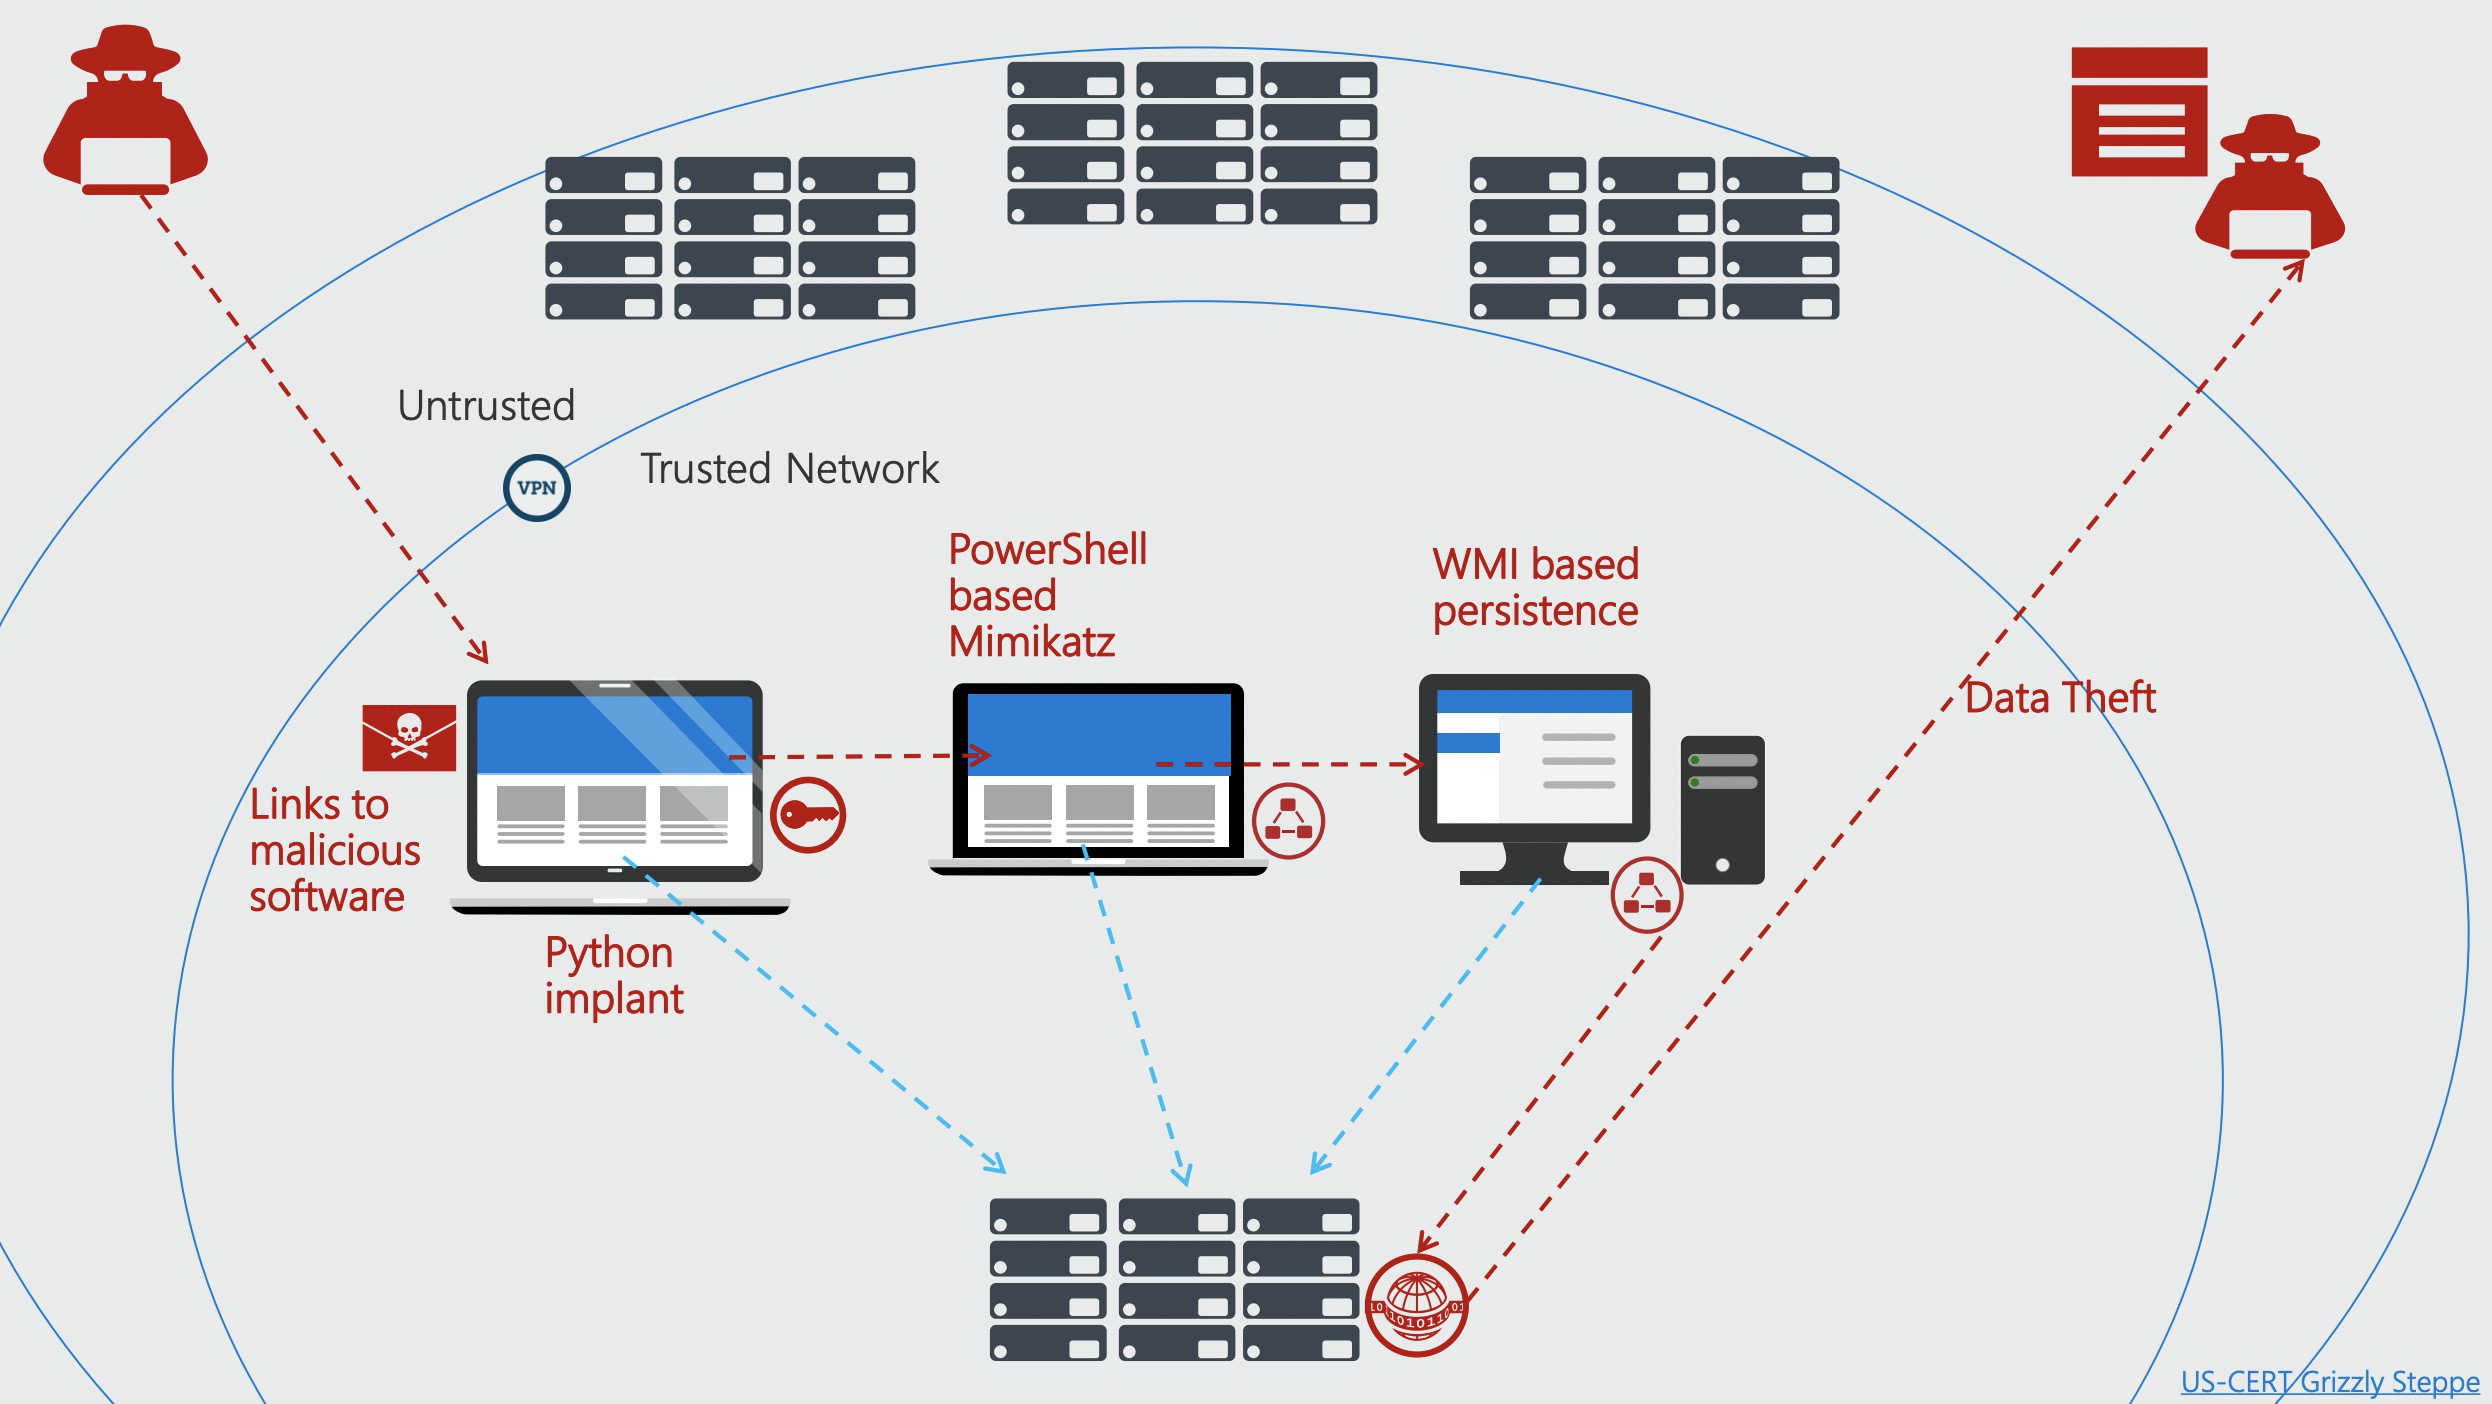 Untrusted
VPN
Trusted Network
PowerShell
based
Mimikatz
WMI based
persistence
Data Theft
Links to
malicious
software
Python
implant
US-CERT Grizzly Steppe